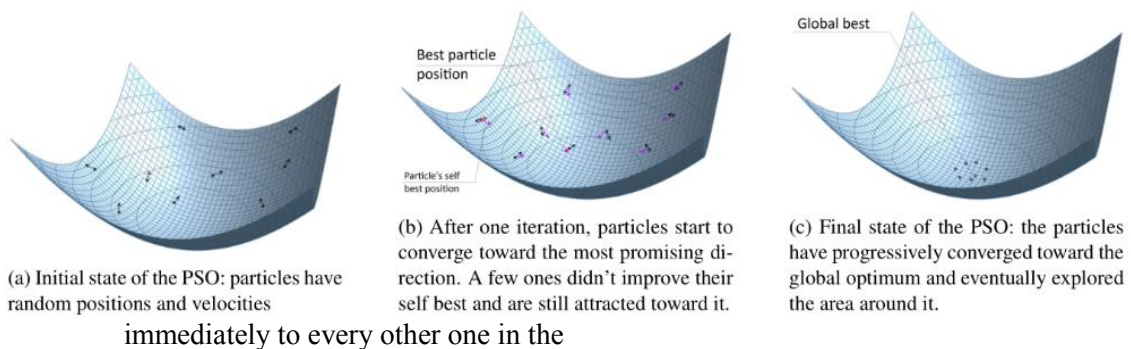 Best particle
position
Particle's self
best position
Global best
(a) Initial state of the PSO: particles have
random positions and velocities
(b) After one iteration, particles start to
converge toward the most promising di-
rection. A few ones didn't improve their
self best and are still attracted toward it.
(c) Final state of the PSO: the particles
have progressively converged toward the
global optimum and eventually explored
the area around it.
immediately to every other one in the